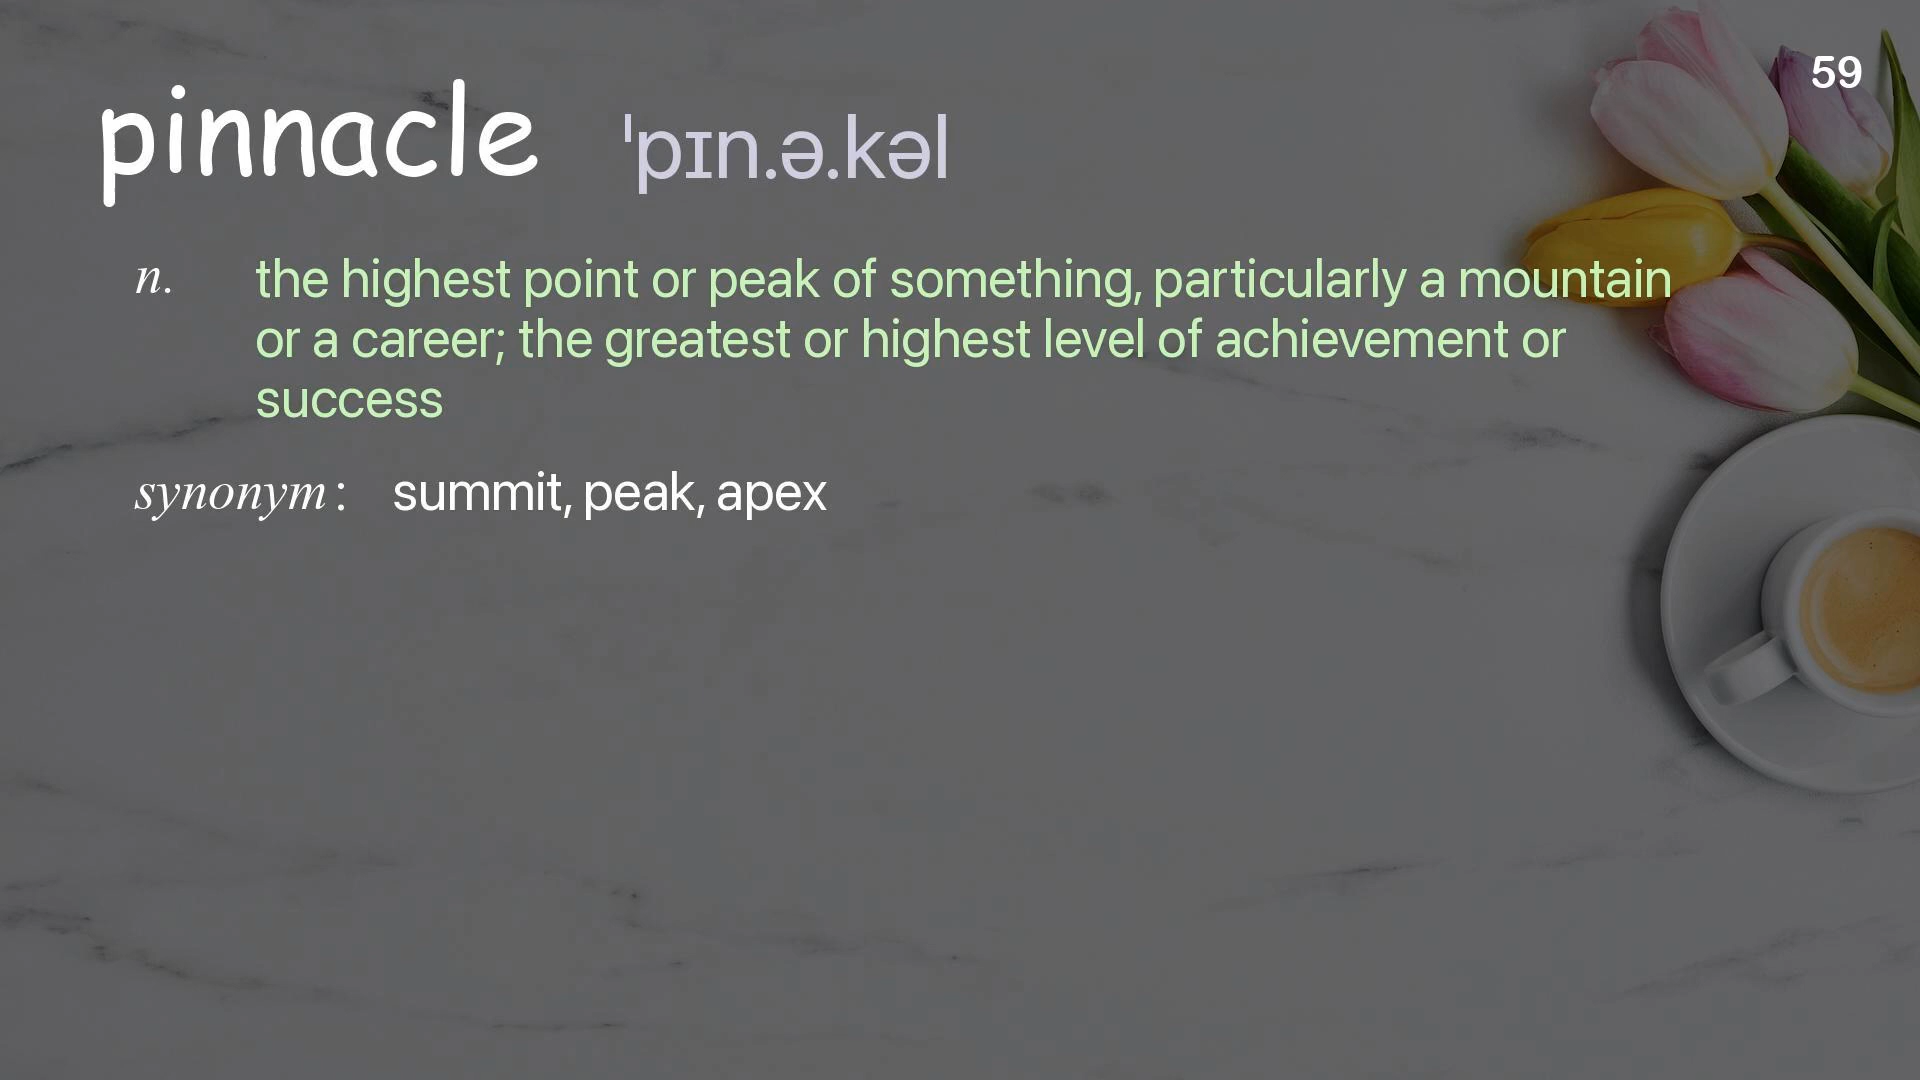 59
pinnacle ˈpɪn.ə.kəl
n. the highest point or peak of something, particularly a mountain
or a career; the greatest or highest level of achievement or
success
synonym: summit, peak, apex